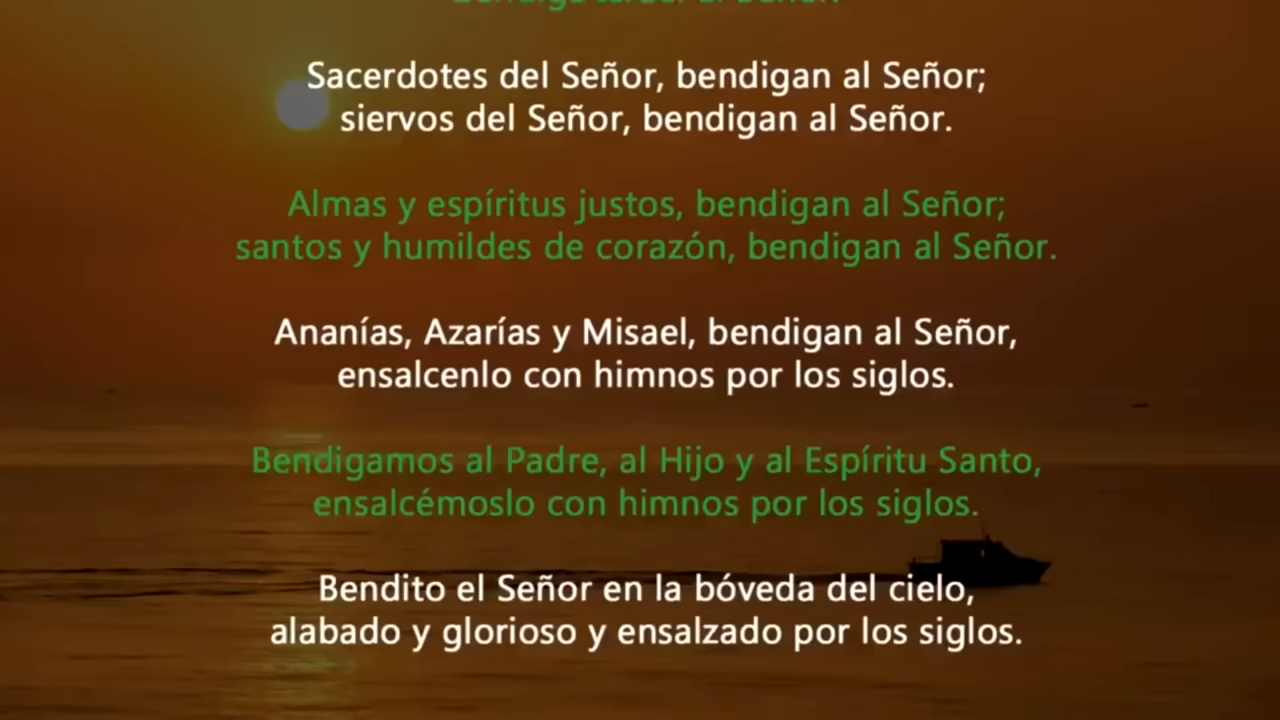 Sacerdotes del Señor, bendigan al Señor;
siervos del Señor, bendigan al Señor.
Almas y espíritus justos, bendigan al Señor;
santos y humildes de corazón, bendigan al Señor.
Ananías, Azarías y Misael, bendigan al Señor,
ensalcenlo con himnos por los siglos.
Bendigamos al Padre, al Hijo y al Espíritu Santo,
ensalcémoslo con himnos por los siglos.
Bendito el Señor en la bóveda del cielo,
alabado y glorioso y ensalzado por los siglos.